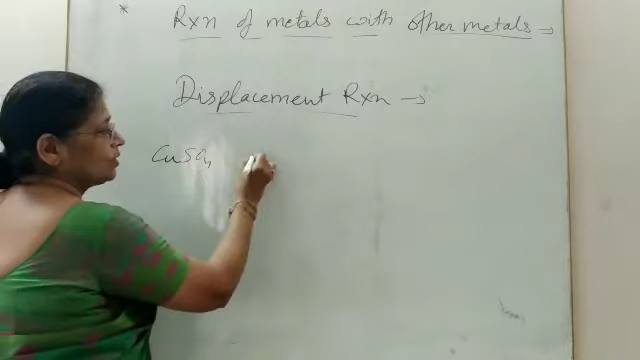 * Rxn of metals with other metals →
Displacement Rxn →
CuSO₄